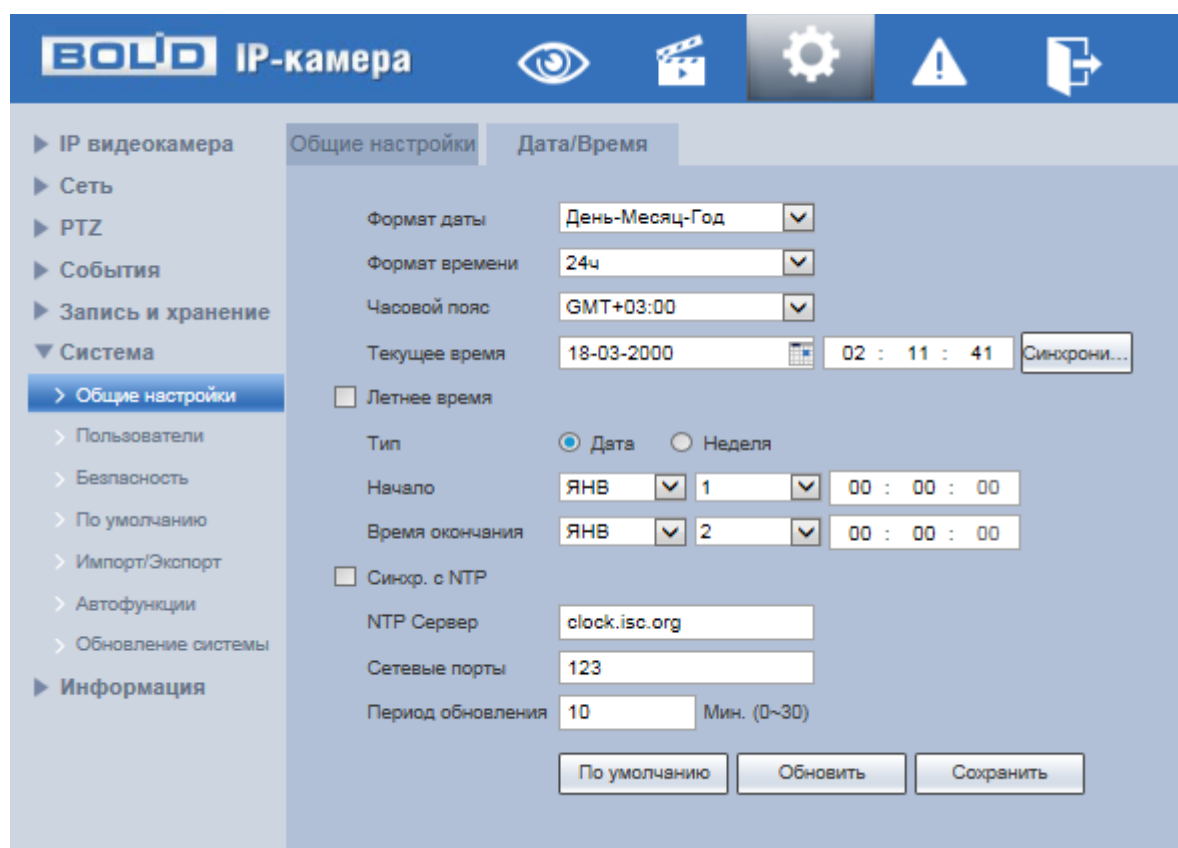 BOLID IP-камера
IP видеокамера
Сеть
PTZ
События
Запись и хранение
Система
Общие настройки
Пользователи
Безопасность
По умолчанию
Импорт/Экспорт
Автофункции
Обновление системы
Информация
Общие настройки Дата/Время
Формат даты День-Месяц-Год
Формат времени 24ч
Часовой пояс GMT+03:00
Текущее время 18-03-2000 02 : 11 : 41 Синхрони...
Летнее время
Тип Дата Неделя
Начало ЯНВ 1 00 : 00 : 00
Время окончания ЯНВ 2 00 : 00 : 00
Синхр. с NTP
NTP Сервер clock.isc.org
Сетевые порты 123
Период обновления 10 Мин. (0~30)
По умолчанию Обновить Сохранить